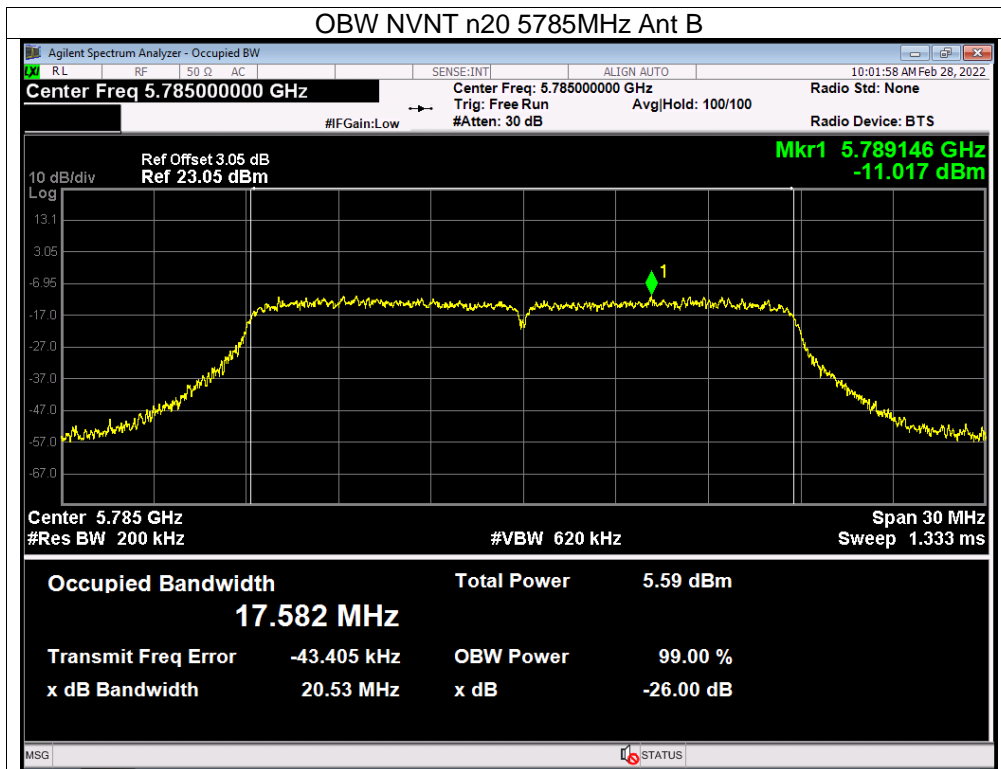 OBW NVNT n20 5785MHz Ant B
Agilent Spectrum Analyzer - Occupied BW
LXI RL RF 50 Ω AC SENSE:INT ALIGN AUTO 10:01:58 AM Feb 28, 2022
Center Freq 5.785000000 GHz Center Freq: 5.785000000 GHz Radio Std: None
Trig: Free Run Avg|Hold: 100/100
#IFGain:Low #Atten: 30 dB Radio Device: BTS
Mkr1 5.789146 GHz
-11.017 dBm
Ref Offset 3.05 dB
10 dB/div Ref 23.05 dBm
Log
13.1
3.05
1
-6.95
-17.0
-27.0
-37.0
-47.0
-57.0
-67.0
Center 5.785 GHz Span 30 MHz
#Res BW 200 kHz #VBW 620 kHz Sweep 1.333 ms
Occupied Bandwidth Total Power 5.59 dBm
17.582 MHz
Transmit Freq Error -43.405 kHz OBW Power 99.00 %
x dB Bandwidth 20.53 MHz x dB -26.00 dB
MSG STATUS